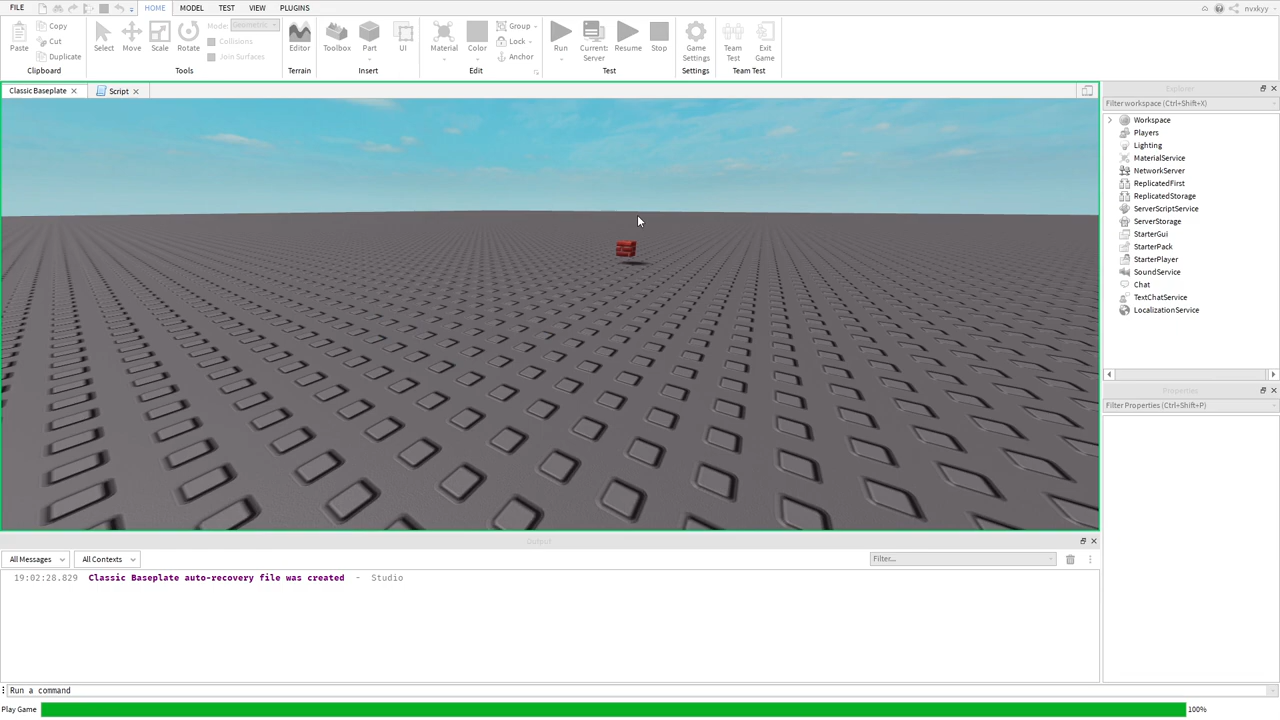 FILE HOME MODEL TEST VIEW PLUGINS nvxkyy
Copy Mode: Geometric Group
Cut Collisions Lock
Duplicate Join Surfaces Anchor
Paste Select Move Scale Rotate Editor Toolbox Part UI Material Color Run Current: Server Resume Stop Game Settings Team Test Exit Game
Clipboard Tools Terrain Insert Edit Test Settings Team Test
Classic Baseplate Script
Explorer
Filter workspace (Ctrl+Shift+X)
Workspace
Players
Lighting
MaterialService
NetworkServer
ReplicatedFirst
ReplicatedStorage
ServerScriptService
ServerStorage
StarterGui
StarterPack
StarterPlayer
SoundService
Chat
TextChatService
LocalizationService
Properties
Filter Properties (Ctrl+Shift+P)
Output
All Messages All Contexts Filter...
19:02:28.829 Classic Baseplate auto-recovery file was created - Studio
Run a command
Play Game 100%